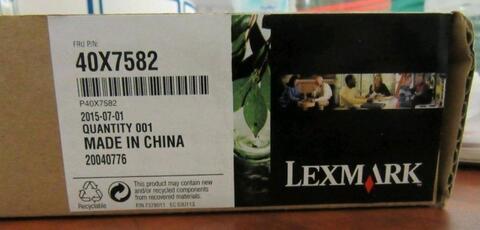 FRU P/N:
40X7582
P40X7582
2015-07-01
QUANTITY 001
MADE IN CHINA
20040776
This product may contain new
and/or recycled components
from recovered materials.
Recyclable
LEXMARK